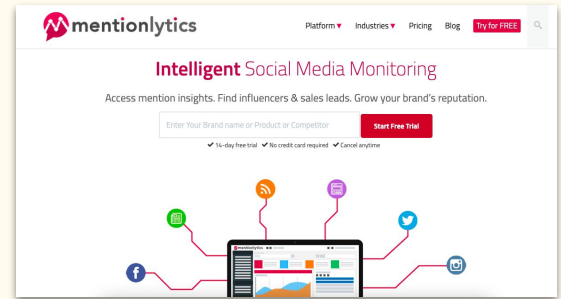 mentionlytics
Platform ▼ Industries ▼ Pricing Blog Try for FREE
Intelligent Social Media Monitoring
Access mention insights. Find influencers & sales leads. Grow your brand's reputation.
Enter Your Brand name or Product or Competitor Start Free Trial
✔ 14-day free trial ✔ No credit card required ✔ Cancel anytime
mentionlytics